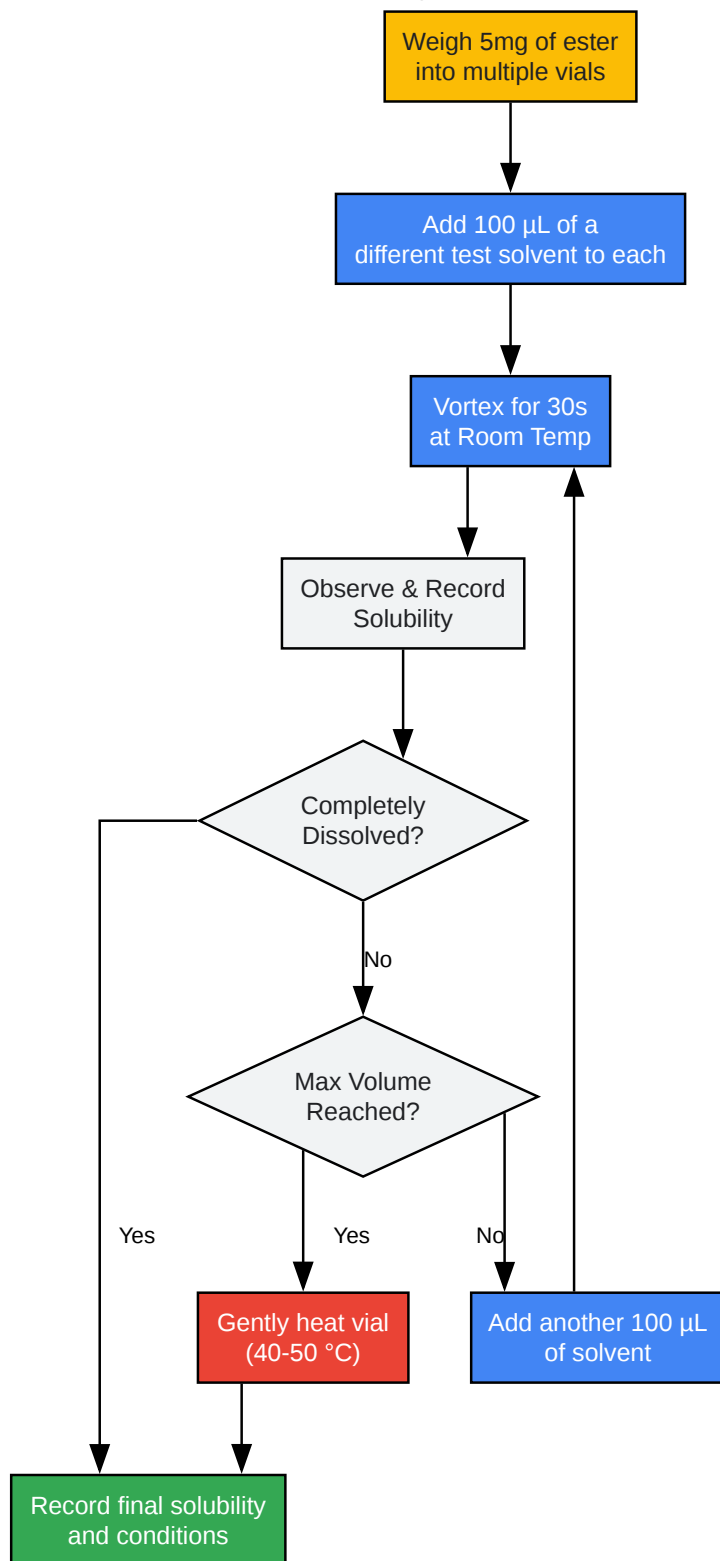 Weigh 5mg of ester
into multiple vials
Add 100 µL of a
different test solvent to each
Vortex for 30s
at Room Temp
Observe & Record
Solubility
Completely
Dissolved?
No
Max Volume
Reached?
Yes
Yes
No
Gently heat vial
(40-50 °C)
Add another 100 µL
of solvent
Record final solubility
and conditions